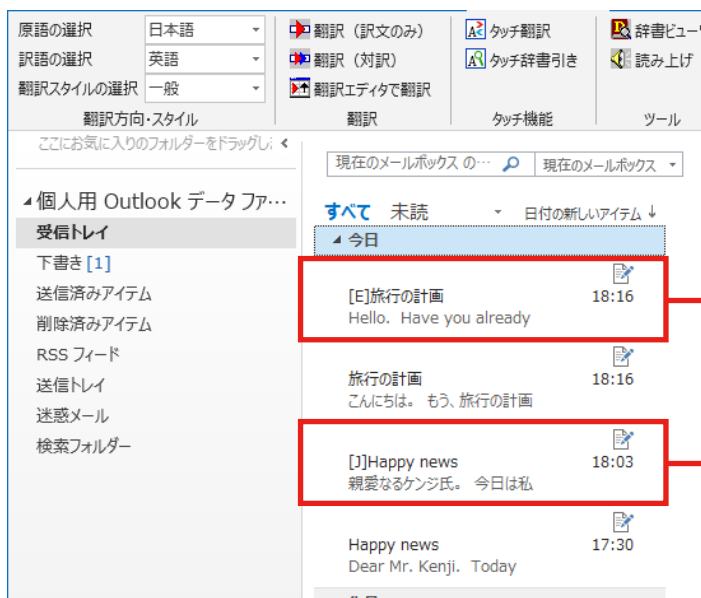 原語の選択 日本語 翻訳（訳文のみ） タッチ翻訳 辞書ビュー
訳語の選択 英語 翻訳（対訳） タッチ辞書引き 読み上げ
翻訳スタイルの選択 一般 翻訳エディタで翻訳
翻訳方向・スタイル 翻訳 タッチ機能 ツール
ここにお気に入りのフォルダーをドラッグし
現在のメールボックス の… 現在のメールボックス
個人用 Outlook データ ファ…
すべて 未読 日付の新しいアイテム ↓
受信トレイ
今日
下書き [1]
送信済みアイテム
削除済みアイテム
RSS フィード
送信トレイ
迷惑メール
検索フォルダー
[E]旅行の計画 18:16
Hello. Have you already
旅行の計画 18:16
こんにちは。 もう、旅行の計画
[J]Happy news 18:03
親愛なるケンジ氏。 今日は私
Happy news 17:30
Dear Mr. Kenji. Today